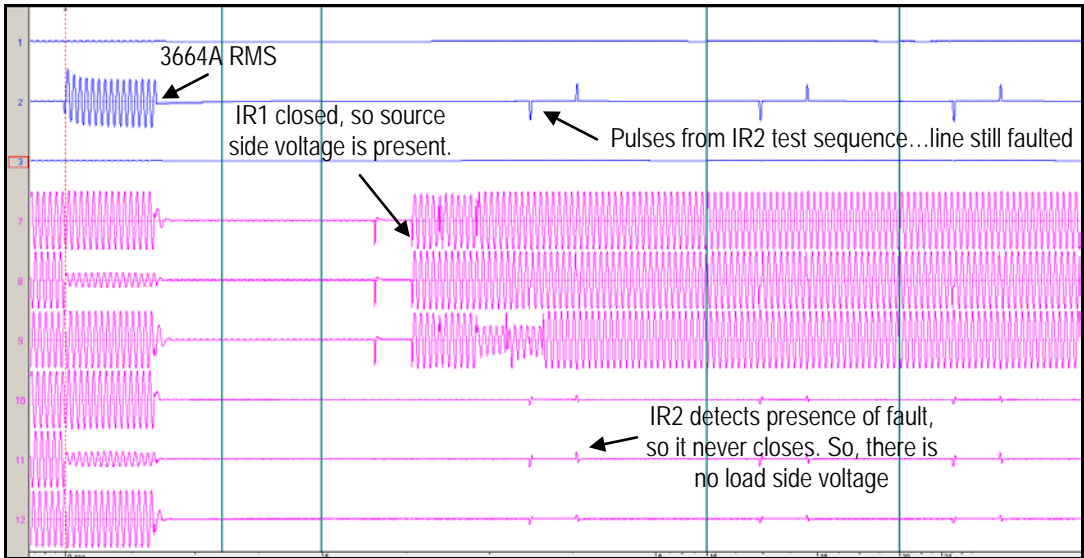 1
3664A RMS
2
IR1 closed, so source
side voltage is present.
Pulses from IR2 test sequence…line still faulted
3
7
8
9
10
IR2 detects presence of fault,
so it never closes. So, there is
no load side voltage
11
12